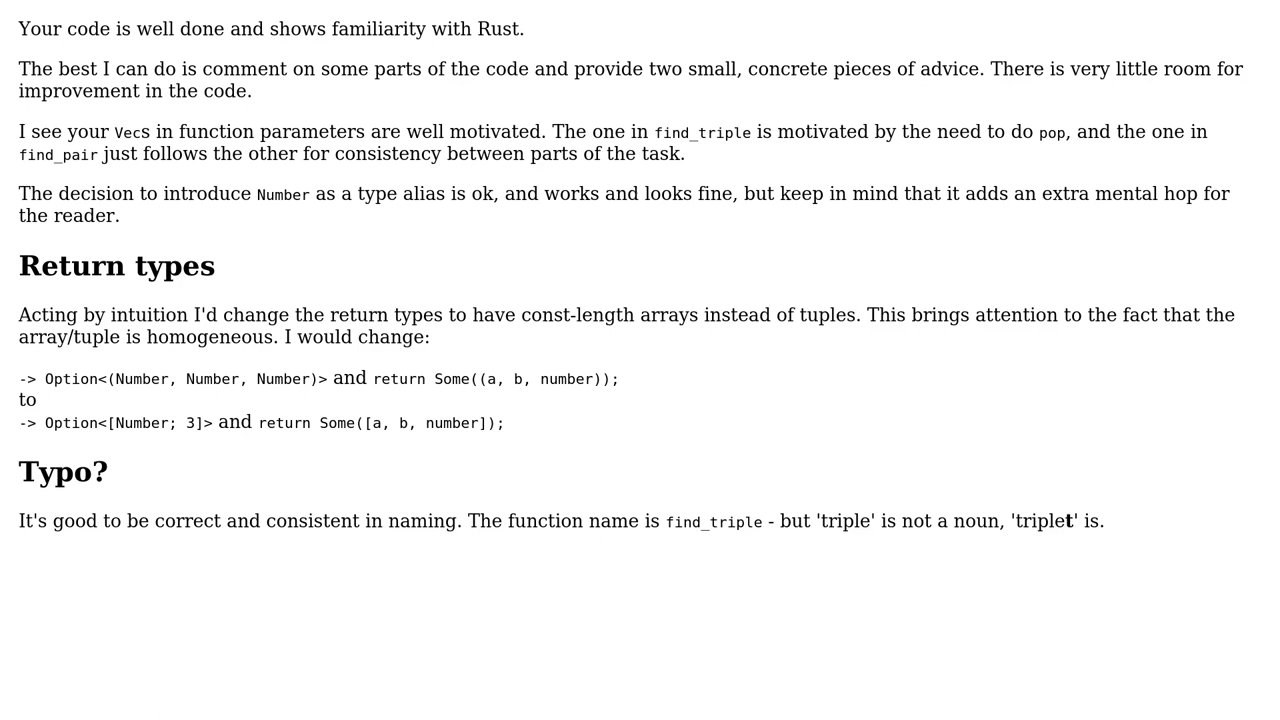 Your code is well done and shows familiarity with Rust.
The best I can do is comment on some parts of the code and provide two small, concrete pieces of advice. There is very little room for
improvement in the code.
I see your Vecs in function parameters are well motivated. The one in find_triple is motivated by the need to do pop, and the one in
find_pair just follows the other for consistency between parts of the task.
The decision to introduce Number as a type alias is ok, and works and looks fine, but keep in mind that it adds an extra mental hop for
the reader.
Return types
Acting by intuition I'd change the return types to have const-length arrays instead of tuples. This brings attention to the fact that the
array/tuple is homogeneous. I would change:
-> Option<(Number, Number, Number)> and return Some((a, b, number));
to
-> Option<[Number; 3]> and return Some([a, b, number]);
Typo?
It's good to be correct and consistent in naming. The function name is find_triple - but 'triple' is not a noun, 'triplet' is.